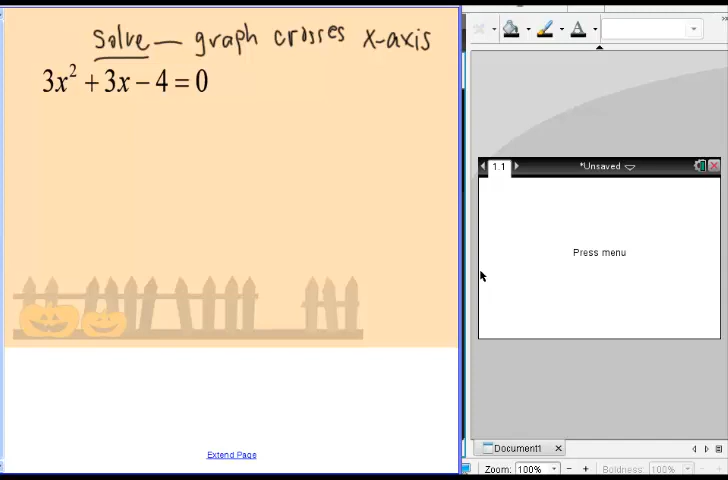 Solve — graph crosses x-axis
3x² + 3x − 4 = 0
1.1
*Unsaved
Press menu
Extend Page
Document1
Zoom: 100%
Boldness: 100%